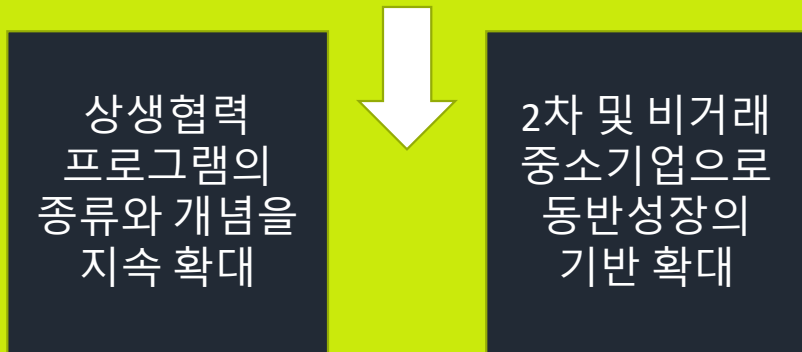 상생협력
프로그램의
종류와 개념을
지속 확대
2차 및 비거래
중소기업으로
동반성장의
기반 확대